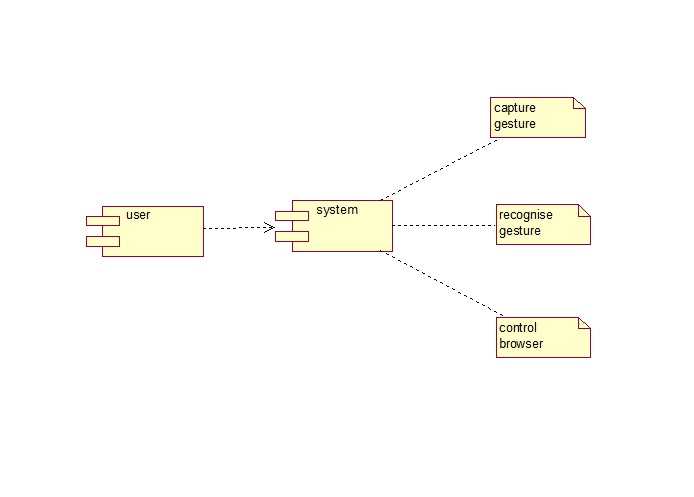 user
system
capture
gesture
recognise
gesture
control
browser